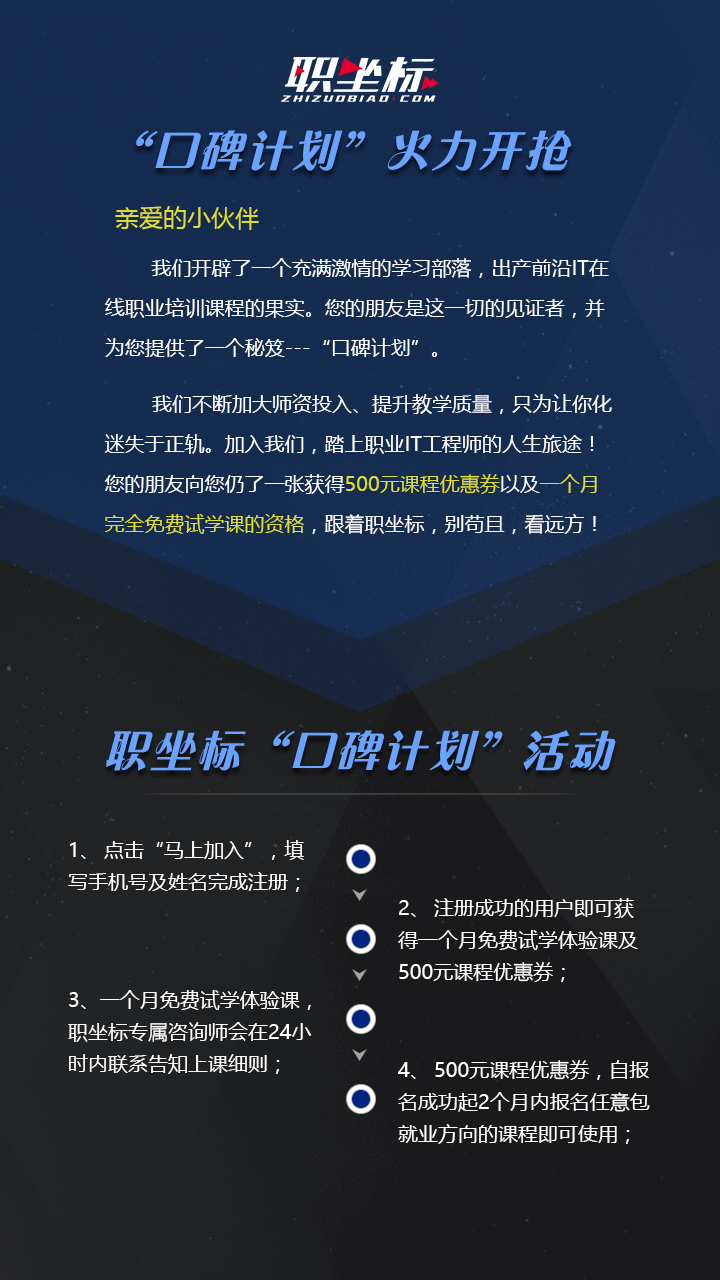 职坐标
ZHIZUOBIAO.COM
“口碑计划”火力开抢
亲爱的小伙伴
我们开辟了一个充满激情的学习部落，出产前沿IT在
线职业培训课程的果实。您的朋友是这一切的见证者，并
为您提供了一个秘笈---“口碑计划”。
我们不断加大师资投入、提升教学质量，只为让你化
迷失于正轨。加入我们，踏上职业IT工程师的人生旅途！
您的朋友向您仍了一张获得500元课程优惠券以及一个月
完全免费试学课的资格，跟着职坐标，别苟且，看远方！
职坐标“口碑计划”活动
1、 点击“马上加入”，填
写手机号及姓名完成注册；
2、 注册成功的用户即可获
得一个月免费试学体验课及
500元课程优惠券；
3、一个月免费试学体验课，
职坐标专属咨询师会在24小
时内联系告知上课细则；
4、 500元课程优惠券，自报
名成功起2个月内报名任意包
就业方向的课程即可使用；